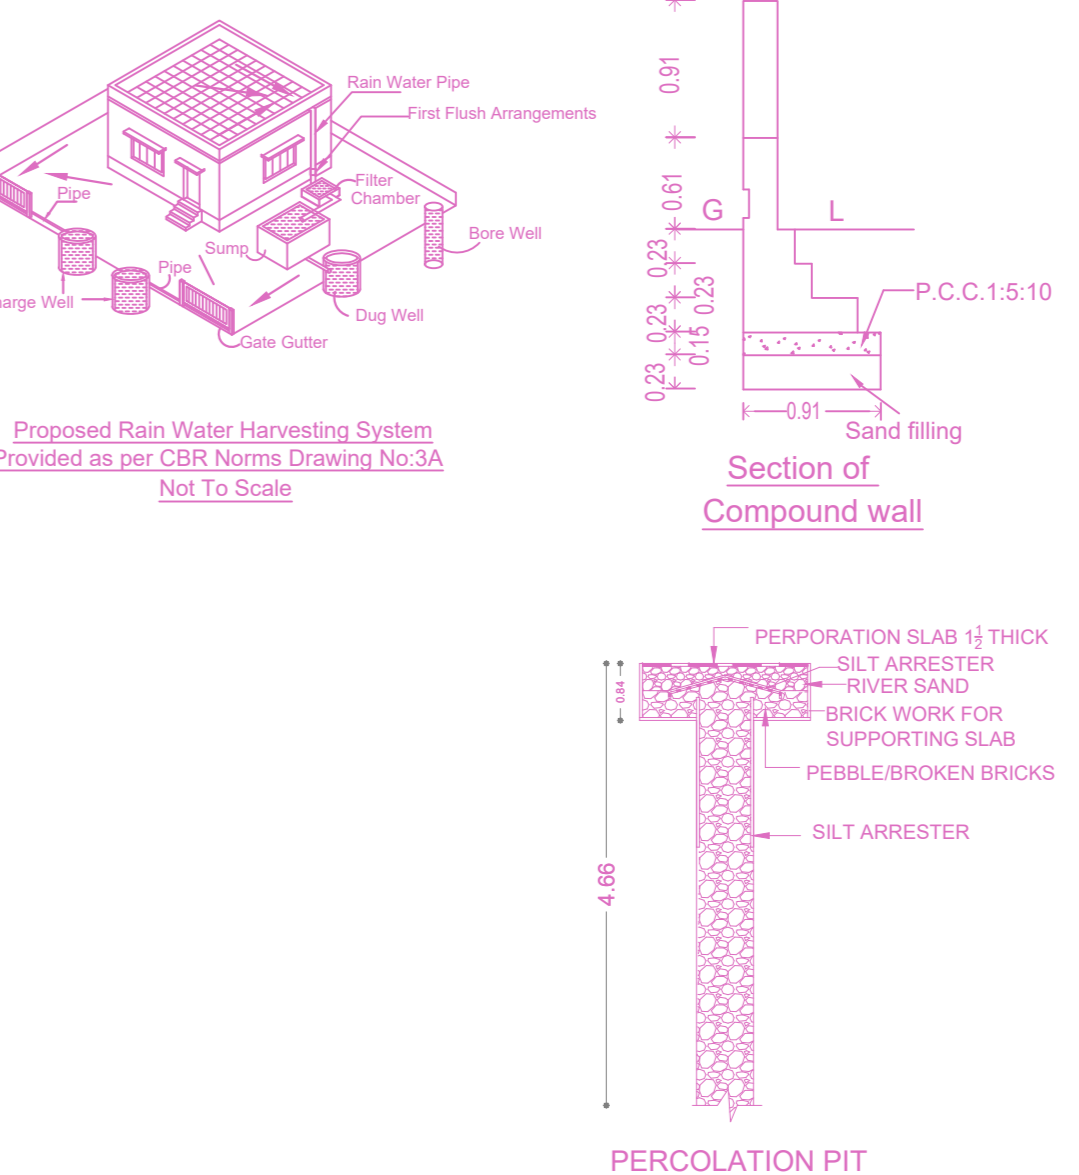 Rain Water Pipe
First Flush Arrangements
Filter
Chamber
Pipe
Bore Well
Sump
Pipe
Well
Dug Well
Gate Gutter
Proposed Rain Water Harvesting System
Provided as per CBR Norms Drawing No:3A
Not To Scale
0.91
0.61
G L
0.23
0.23
0.23
0.15
0.23
P.C.C.1:5:10
0.91
Sand filling
Section of
Compound wall
PERPORATION SLAB 1½ THICK
SILT ARRESTER
RIVER SAND
BRICK WORK FOR
SUPPORTING SLAB
PEBBLE/BROKEN BRICKS
SILT ARRESTER
0.84
4.66
PERCOLATION PIT